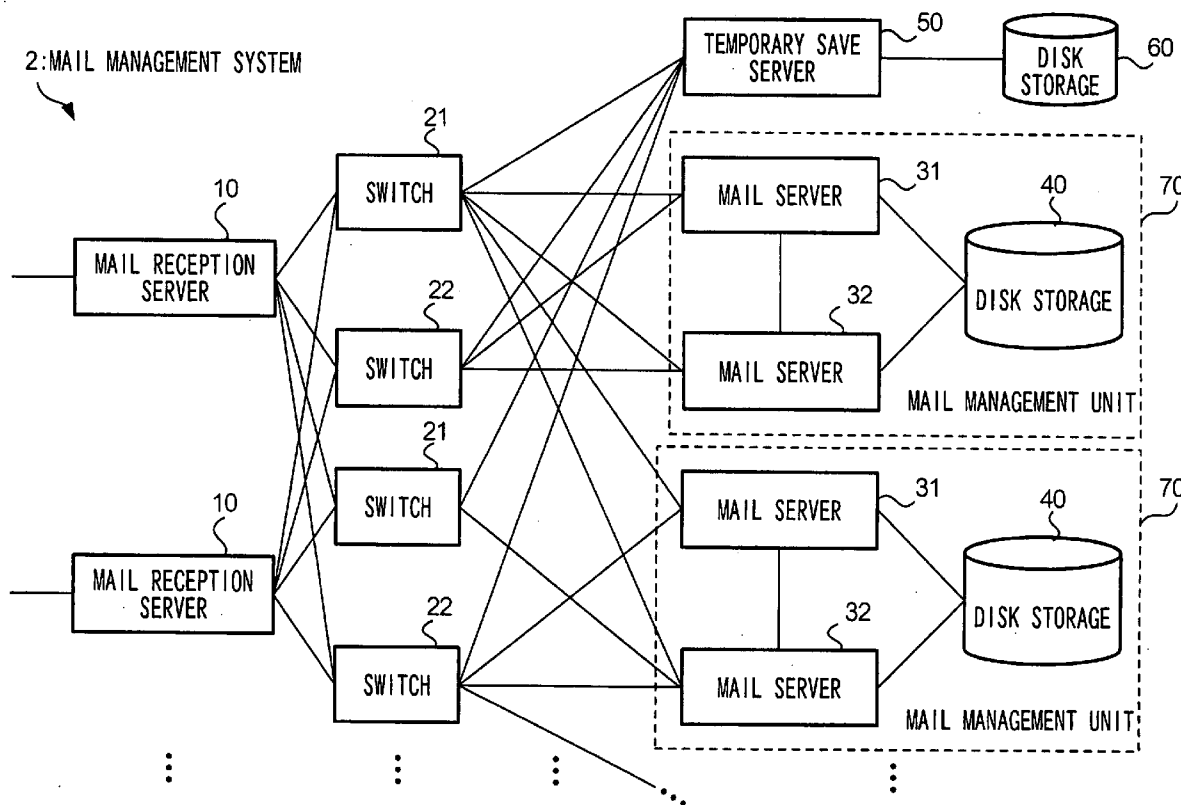 2:MAIL MANAGEMENT SYSTEM
TEMPORARY SAVE
SERVER
50
DISK
STORAGE
60
21
SWITCH
10
MAIL RECEPTION
SERVER
22
SWITCH
31
MAIL SERVER
32
MAIL SERVER
40
DISK STORAGE
70
MAIL MANAGEMENT UNIT
21
SWITCH
10
MAIL RECEPTION
SERVER
22
SWITCH
31
MAIL SERVER
32
MAIL SERVER
40
DISK STORAGE
70
MAIL MANAGEMENT UNIT